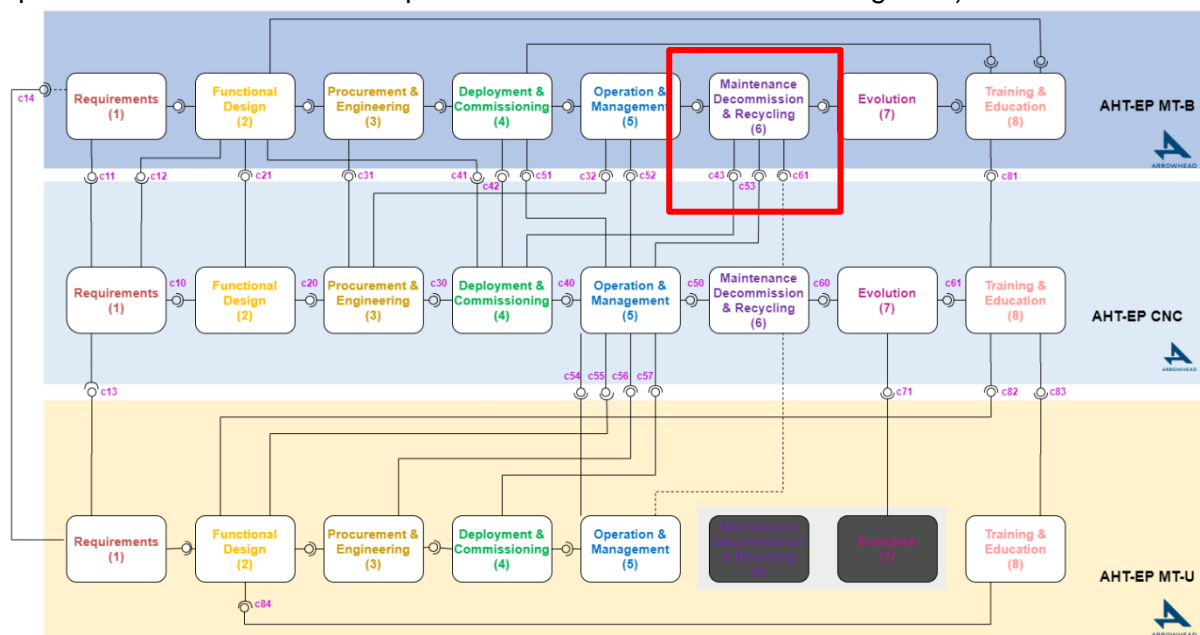 Requirements
(1)
Functional
Design
(2)
Procurement &
Engineering
(3)
Deployment &
Commissioning
(4)
Operation &
Management
(5)
Maintenance
Decommission
& Recycling
(6)
Evolution
(7)
Training &
Education
(8)
AHT-EP MT-B
ARROWHEAD
c14
c11
c12
c21
c31
c41
c42
c51
c32
c52
c43
c53
c61
c81
Requirements
(1)
c10
Functional
Design
(2)
c20
Procurement &
Engineering
(3)
c30
Deployment &
Commissioning
(4)
c40
Operation &
Management
(5)
c50
Maintenance
Decommission
& Recycling
(6)
c60
Evolution
(7)
c61
Training &
Education
(8)
AHT-EP CNC
ARROWHEAD
c13
c54
c55
c56
c57
c71
c82
c83
Requirements
(1)
Functional
Design
(2)
Procurement &
Engineering
(3)
Deployment &
Commissioning
(4)
Operation &
Management
(5)
Maintenance
Decommission
& Recycling
(6)
Evolution
(7)
Training &
Education
(8)
AHT-EP MT-U
ARROWHEAD
c84